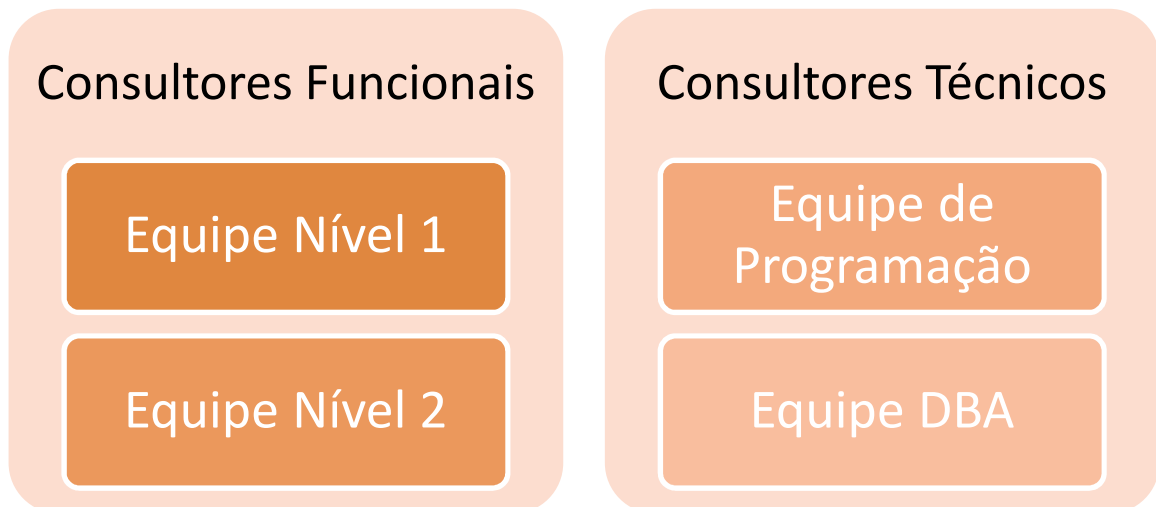 Consultores Funcionais
Equipe Nível 1
Equipe Nível 2
Consultores Técnicos
Equipe de
Programação
Equipe DBA